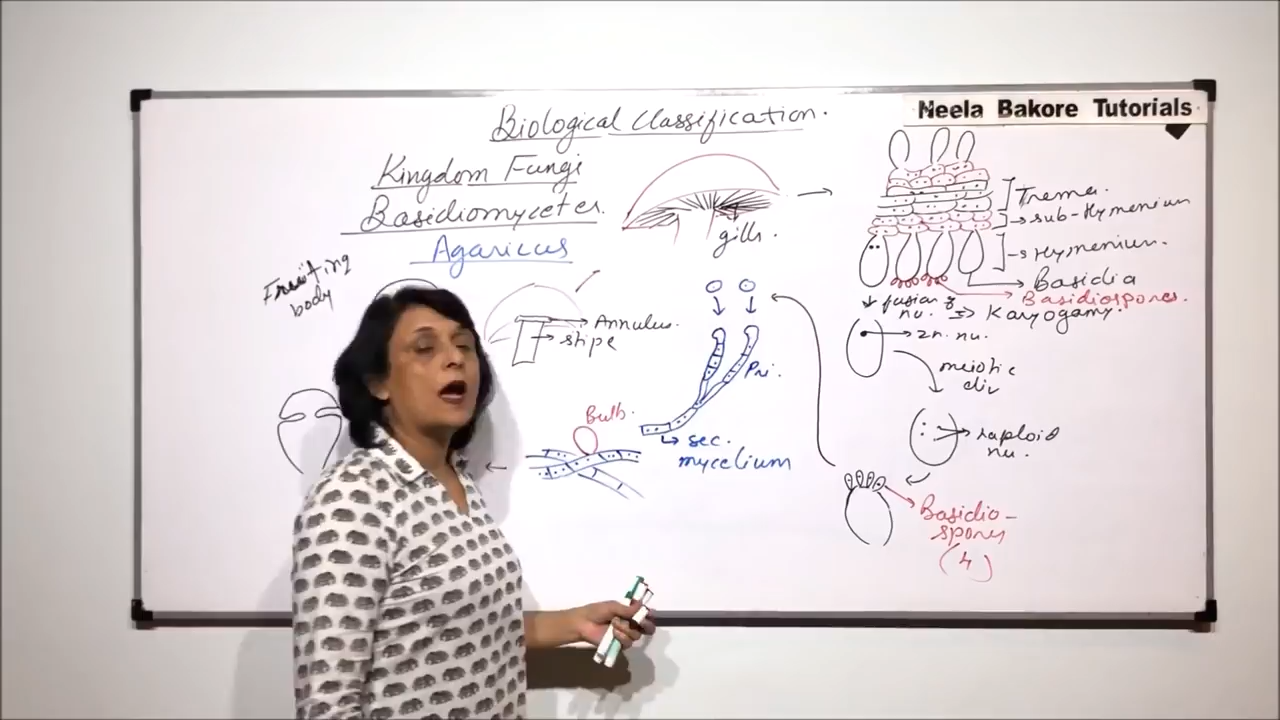 Biological Classification.
Neela Bakore Tutorials
Kingdom Fungi
Basidiomycetes.
Agaricus
Fruiting
body
gills.
Trema.
sub-Hymenium
Hymenium.
Basidia
Basidiospores.
fusion of
nu.
Karyogamy.
2n. nu.
meiotic
div
haploid
nu.
Basidio-
spores
(4)
Annulus.
stipe
Pri.
sec.
mycelium
Bulb.